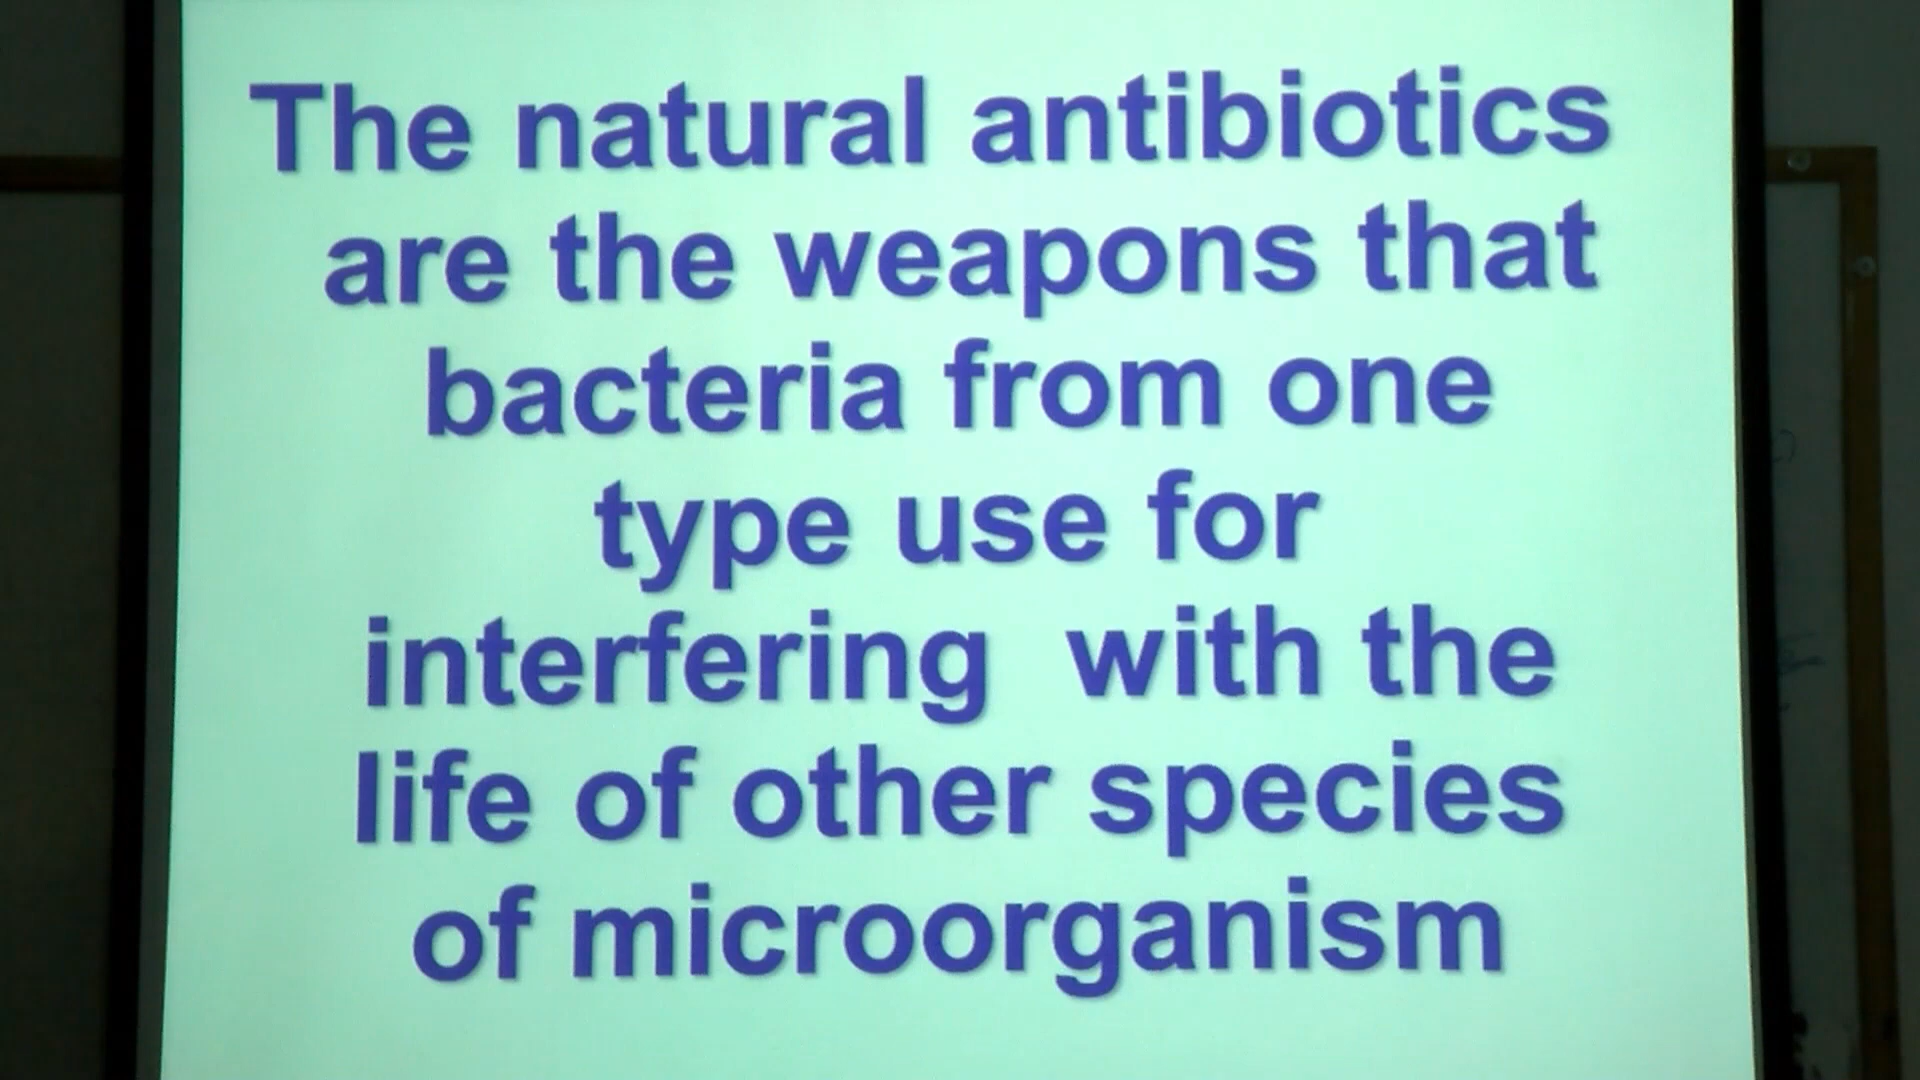 The natural antibiotics
are the weapons that
bacteria from one
type use for
interfering  with the
life of other species
of microorganism